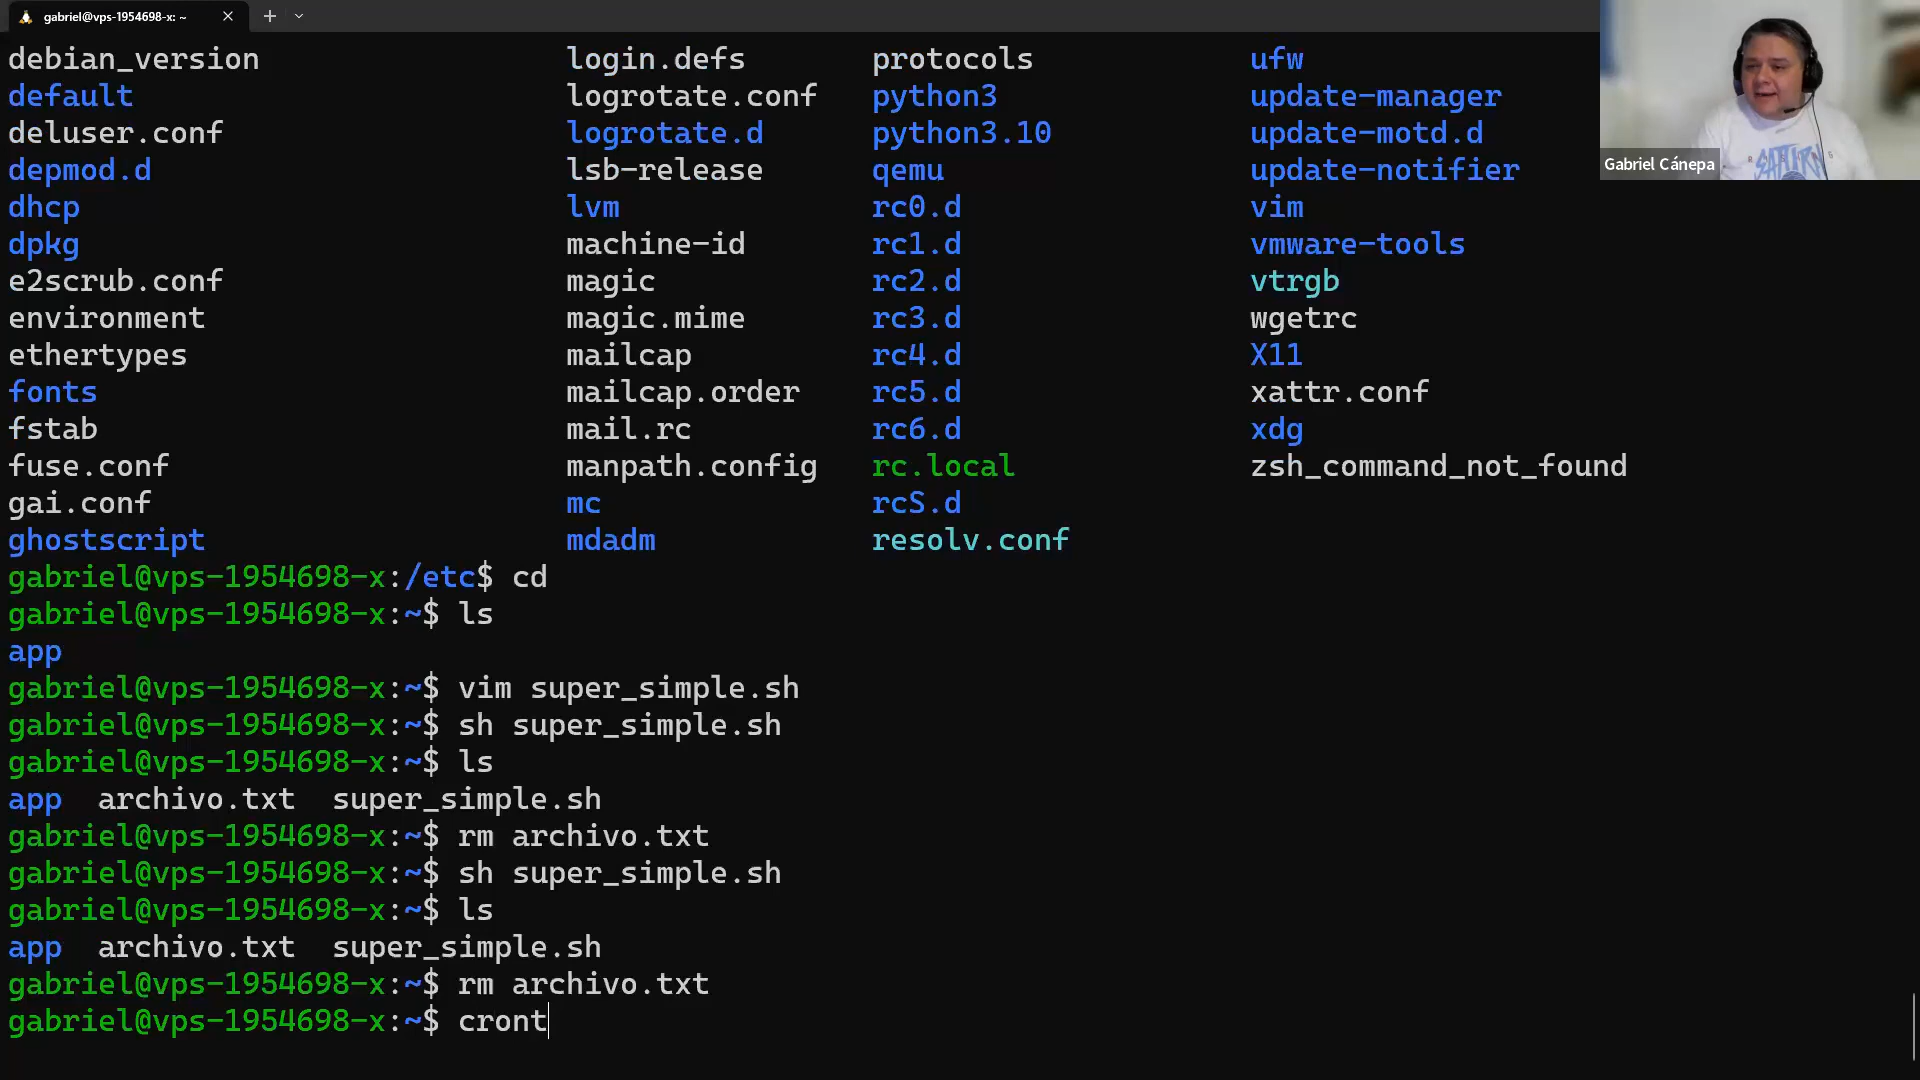 gabriel@vps-1954698-x: ~
debian_version login.defs protocols ufw
default logrotate.conf python3 update-manager
deluser.conf logrotate.d python3.10 update-motd.d
depmod.d lsb-release qemu update-notifier
dhcp lvm rc0.d vim
dpkg machine-id rc1.d vmware-tools
e2scrub.conf magic rc2.d vtrgb
environment magic.mime rc3.d wgetrc
ethertypes mailcap rc4.d X11
fonts mailcap.order rc5.d xattr.conf
fstab mail.rc rc6.d xdg
fuse.conf manpath.config rc.local zsh_command_not_found
gai.conf mc rcS.d
ghostscript mdadm resolv.conf
gabriel@vps-1954698-x:/etc$ cd
gabriel@vps-1954698-x:~$ ls
app
gabriel@vps-1954698-x:~$ vim super_simple.sh
gabriel@vps-1954698-x:~$ sh super_simple.sh
gabriel@vps-1954698-x:~$ ls
app archivo.txt super_simple.sh
gabriel@vps-1954698-x:~$ rm archivo.txt
gabriel@vps-1954698-x:~$ sh super_simple.sh
gabriel@vps-1954698-x:~$ ls
app archivo.txt super_simple.sh
gabriel@vps-1954698-x:~$ rm archivo.txt
gabriel@vps-1954698-x:~$ cront
Gabriel Cánepa